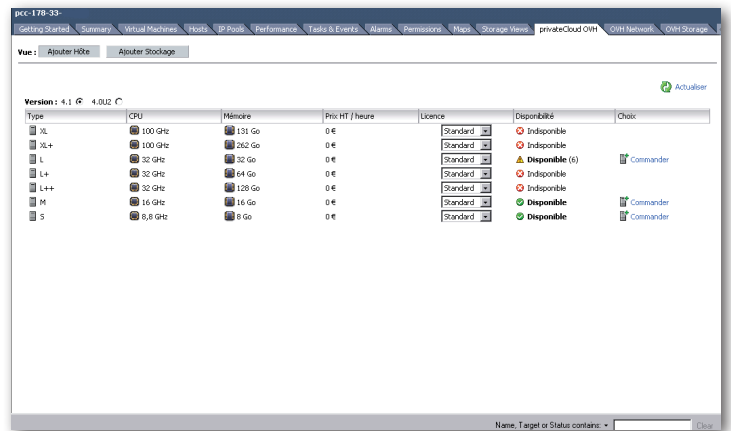 pcc-178-33-
Getting Started Summary Virtual Machines Hosts IP Pools Performance Tasks & Events Alarms Permissions Maps Storage Views privateCloud OVH OVH Network OVH Storage
Vue : Ajouter Hôte Ajouter Stockage
Actualiser
Version : 4.1 4.0U2
Type CPU Mémoire Prix HT / heure Licence Disponibilité Choix
XL 100 GHz 131 Go 0 € Standard Indisponible
XL+ 100 GHz 262 Go 0 € Standard Indisponible
L 32 GHz 32 Go 0 € Standard Disponible (6) Commander
L+ 32 GHz 64 Go 0 € Standard Indisponible
L++ 32 GHz 128 Go 0 € Standard Indisponible
M 16 GHz 16 Go 0 € Standard Disponible Commander
S 8,8 GHz 8 Go 0 € Standard Disponible Commander
Name, Target or Status contains: Clear